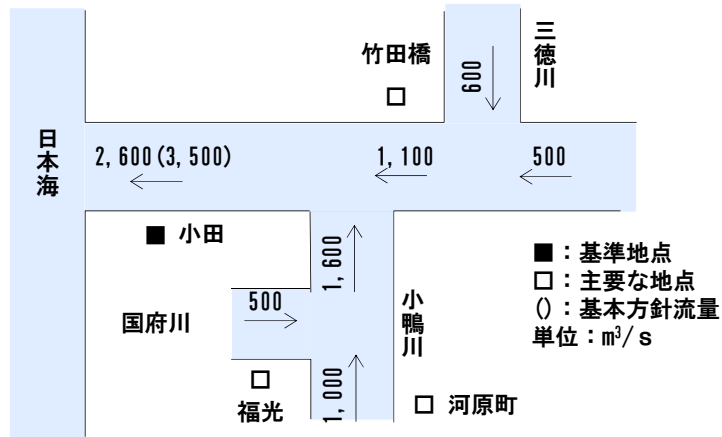 三徳川
竹田橋
□
600
日本海
2,600(3,500)
1,100
500
■ 小田
1,600
500
小鴨川
国府川
□
福光
1,000
□ 河原町
■：基準地点
□：主要な地点
()：基本方針流量
単位：m³/s